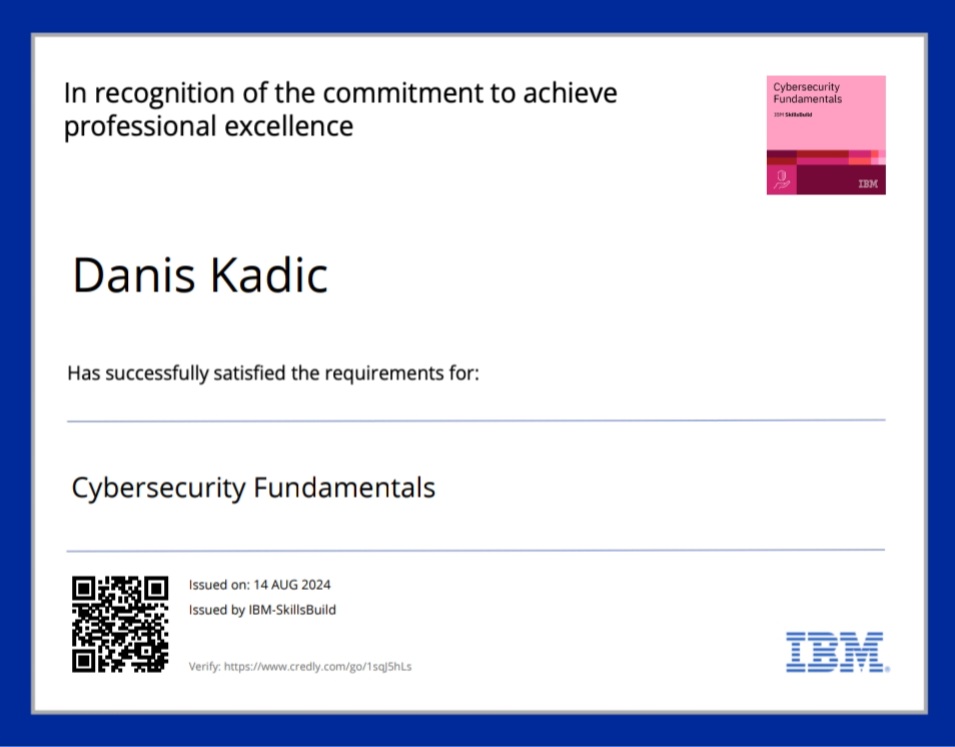 In recognition of the commitment to achieve
professional excellence
Cybersecurity
Fundamentals
IBM SkillsBuild
IBM
Danis Kadic
Has successfully satisfied the requirements for:
Cybersecurity Fundamentals
Issued on: 14 AUG 2024
Issued by IBM-SkillsBuild
Verify: https://www.credly.com/go/1sqJ5hLs
IBM®